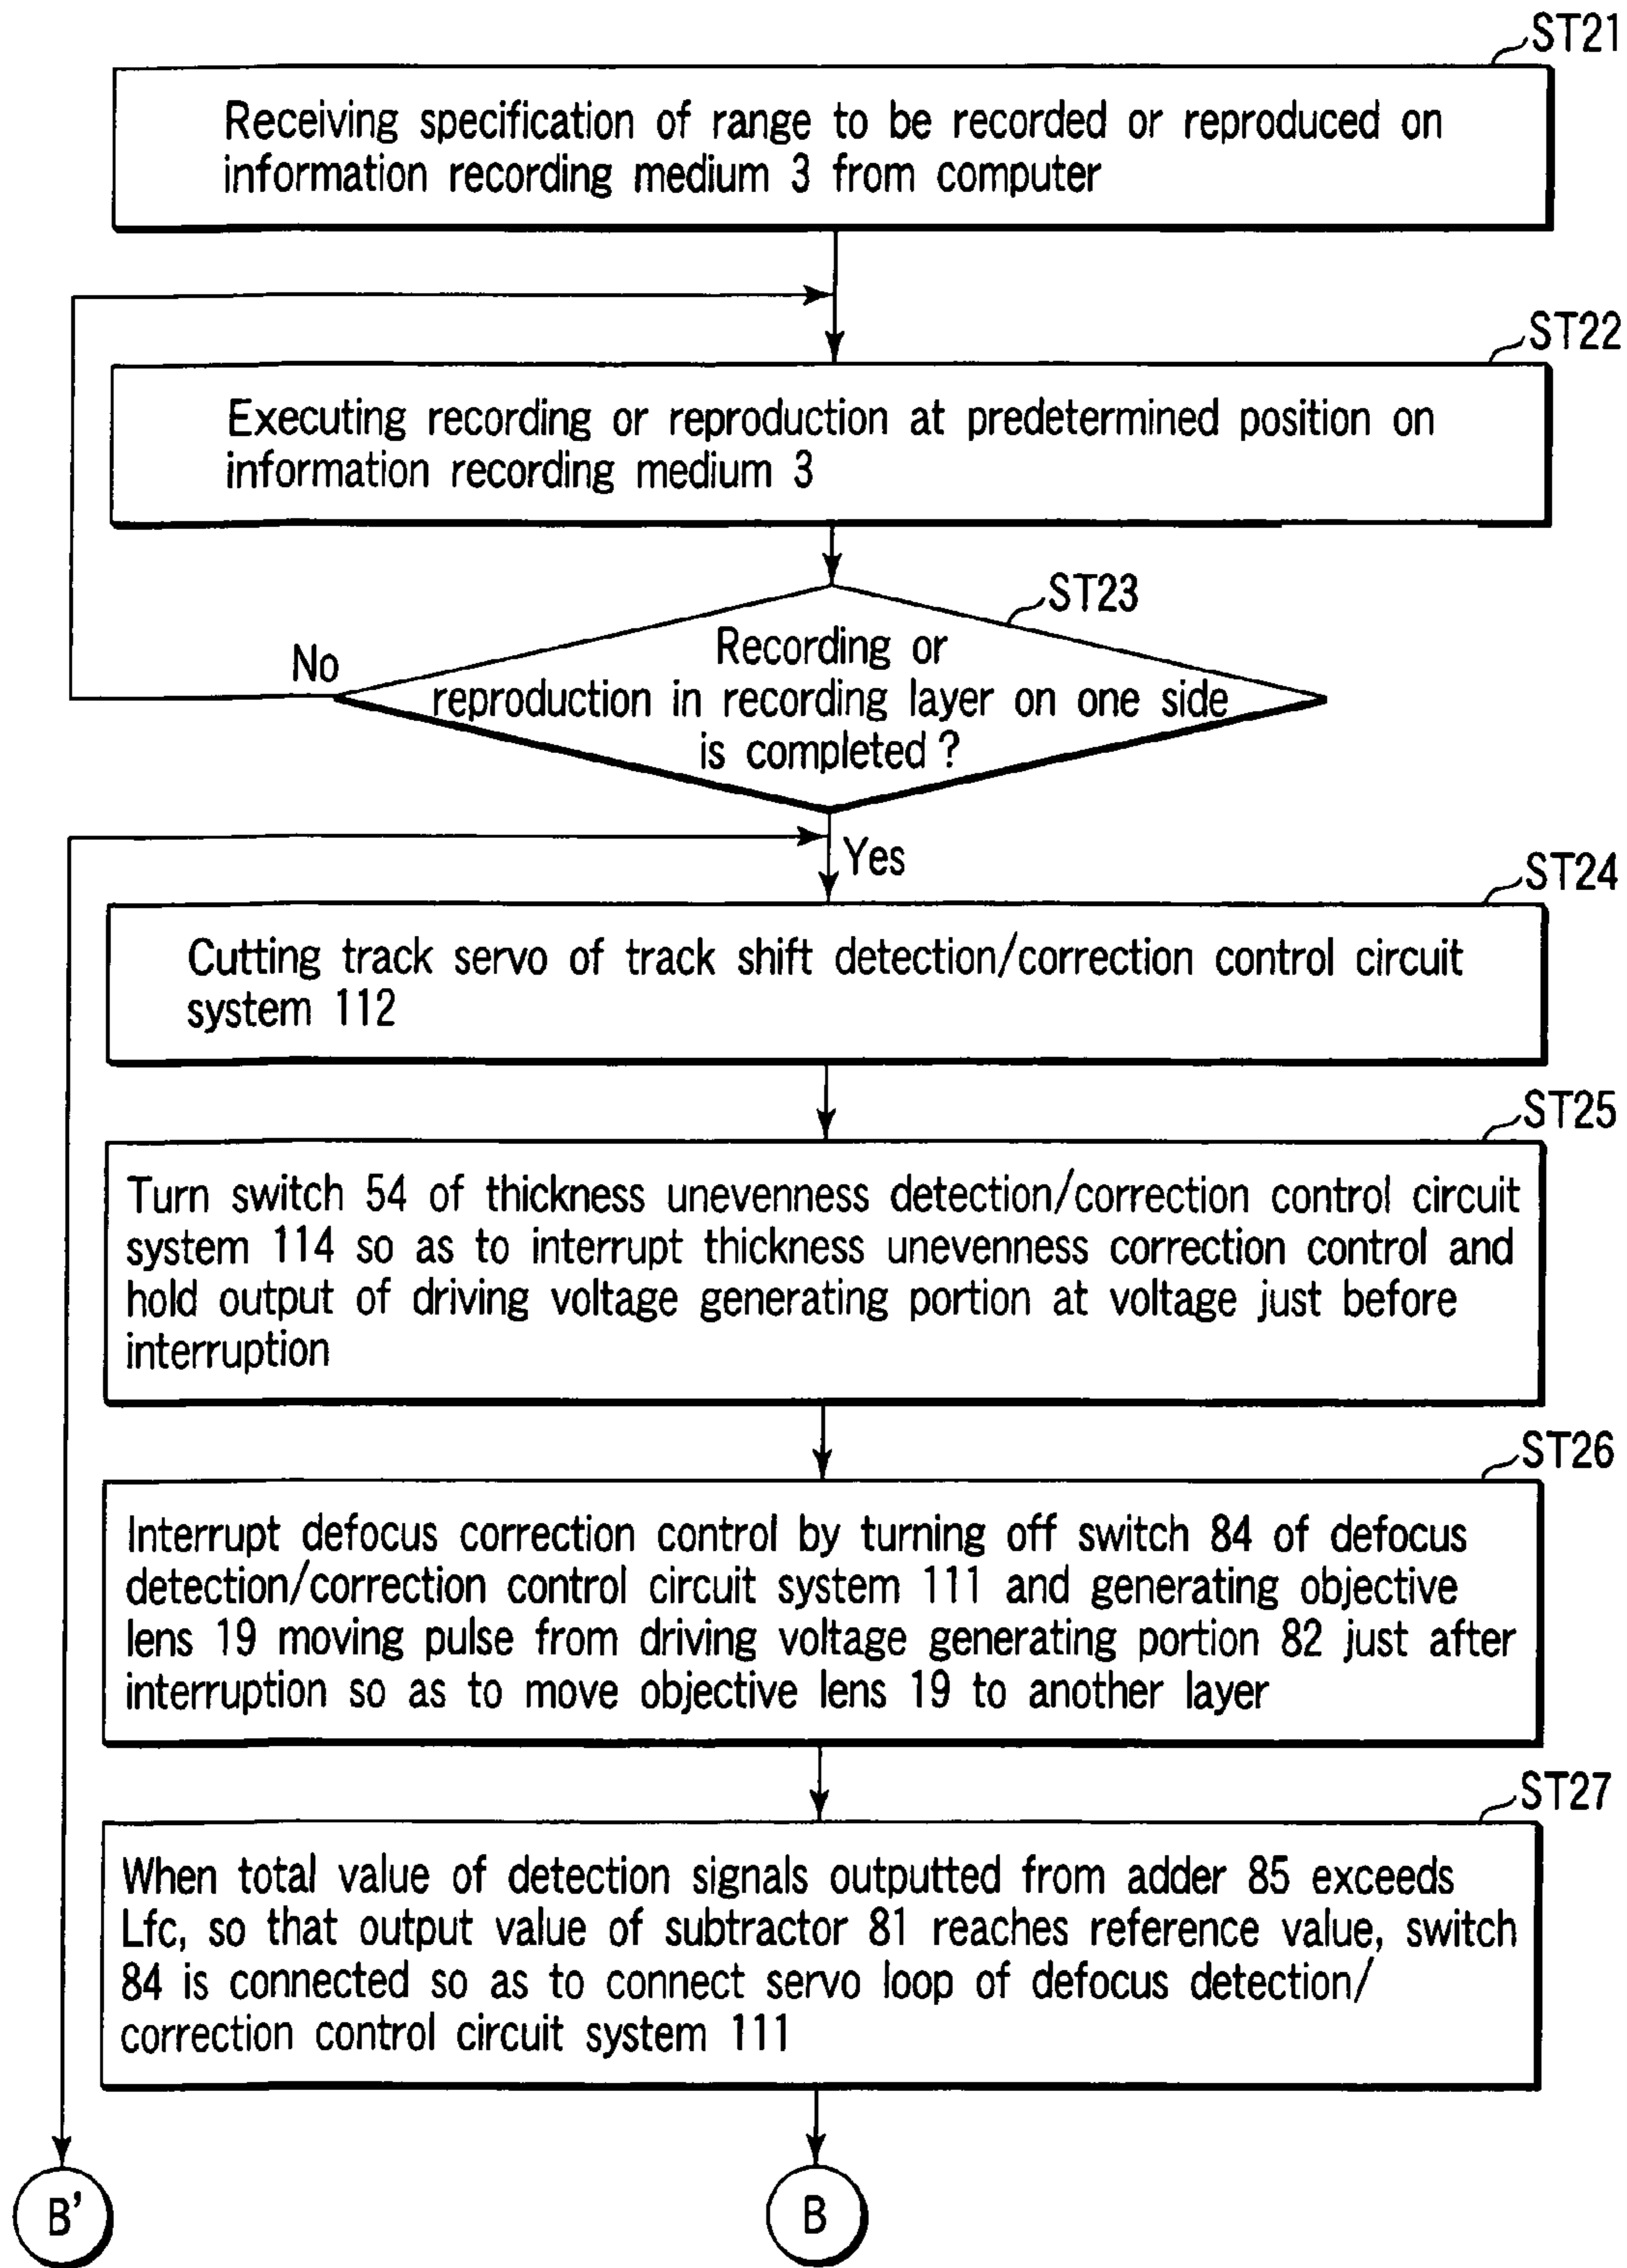 ST21
Receiving specification of range to be recorded or reproduced on
information recording medium 3 from computer
ST22
Executing recording or reproduction at predetermined position on
information recording medium 3
ST23
Recording or
reproduction in recording layer on one side
is completed?
No
Yes
ST24
Cutting track servo of track shift detection/correction control circuit
system 112
ST25
Turn switch 54 of thickness unevenness detection/correction control circuit
system 114 so as to interrupt thickness unevenness correction control and
hold output of driving voltage generating portion at voltage just before
interruption
ST26
Interrupt defocus correction control by turning off switch 84 of defocus
detection/correction control circuit system 111 and generating objective
lens 19 moving pulse from driving voltage generating portion 82 just after
interruption so as to move objective lens 19 to another layer
ST27
When total value of detection signals outputted from adder 85 exceeds
Lfc, so that output value of subtractor 81 reaches reference value, switch
84 is connected so as to connect servo loop of defocus detection/
correction control circuit system 111
B'
B